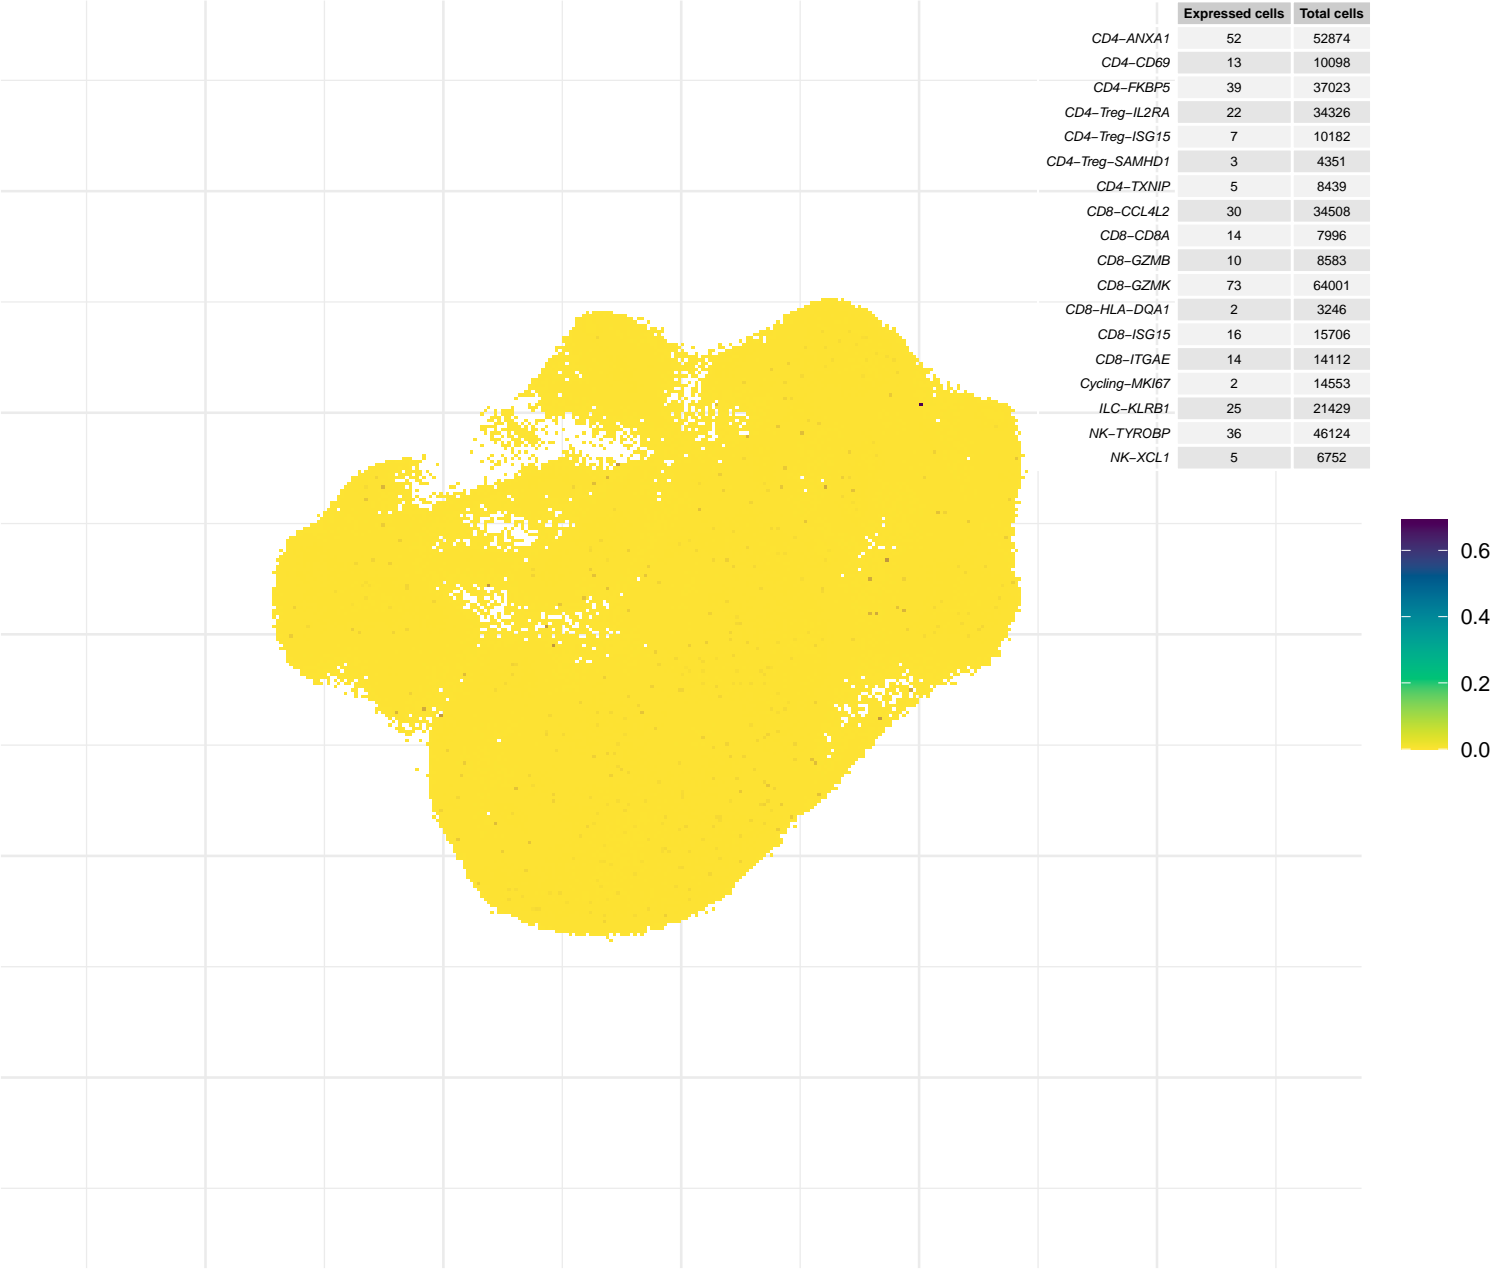 Expressed cells Total cells
CD4−ANXA1 52 52874
CD4−CD69 13 10098
CD4−FKBP5 39 37023
CD4−Treg−IL2RA 22 34326
CD4−Treg−ISG15 7 10182
CD4−Treg−SAMHD1 3 4351
CD4−TXNIP 5 8439
CD8−CCL4L2 30 34508
CD8−CD8A 14 7996
CD8−GZMB 10 8583
CD8−GZMK 73 64001
CD8−HLA−DQA1 2 3246
CD8−ISG15 16 15706
CD8−ITGAE 14 14112
Cycling−MKI67 2 14553
ILC−KLRB1 25 21429
NK−TYROBP 36 46124
NK−XCL1 5 6752
0.6
0.4
0.2
0.0